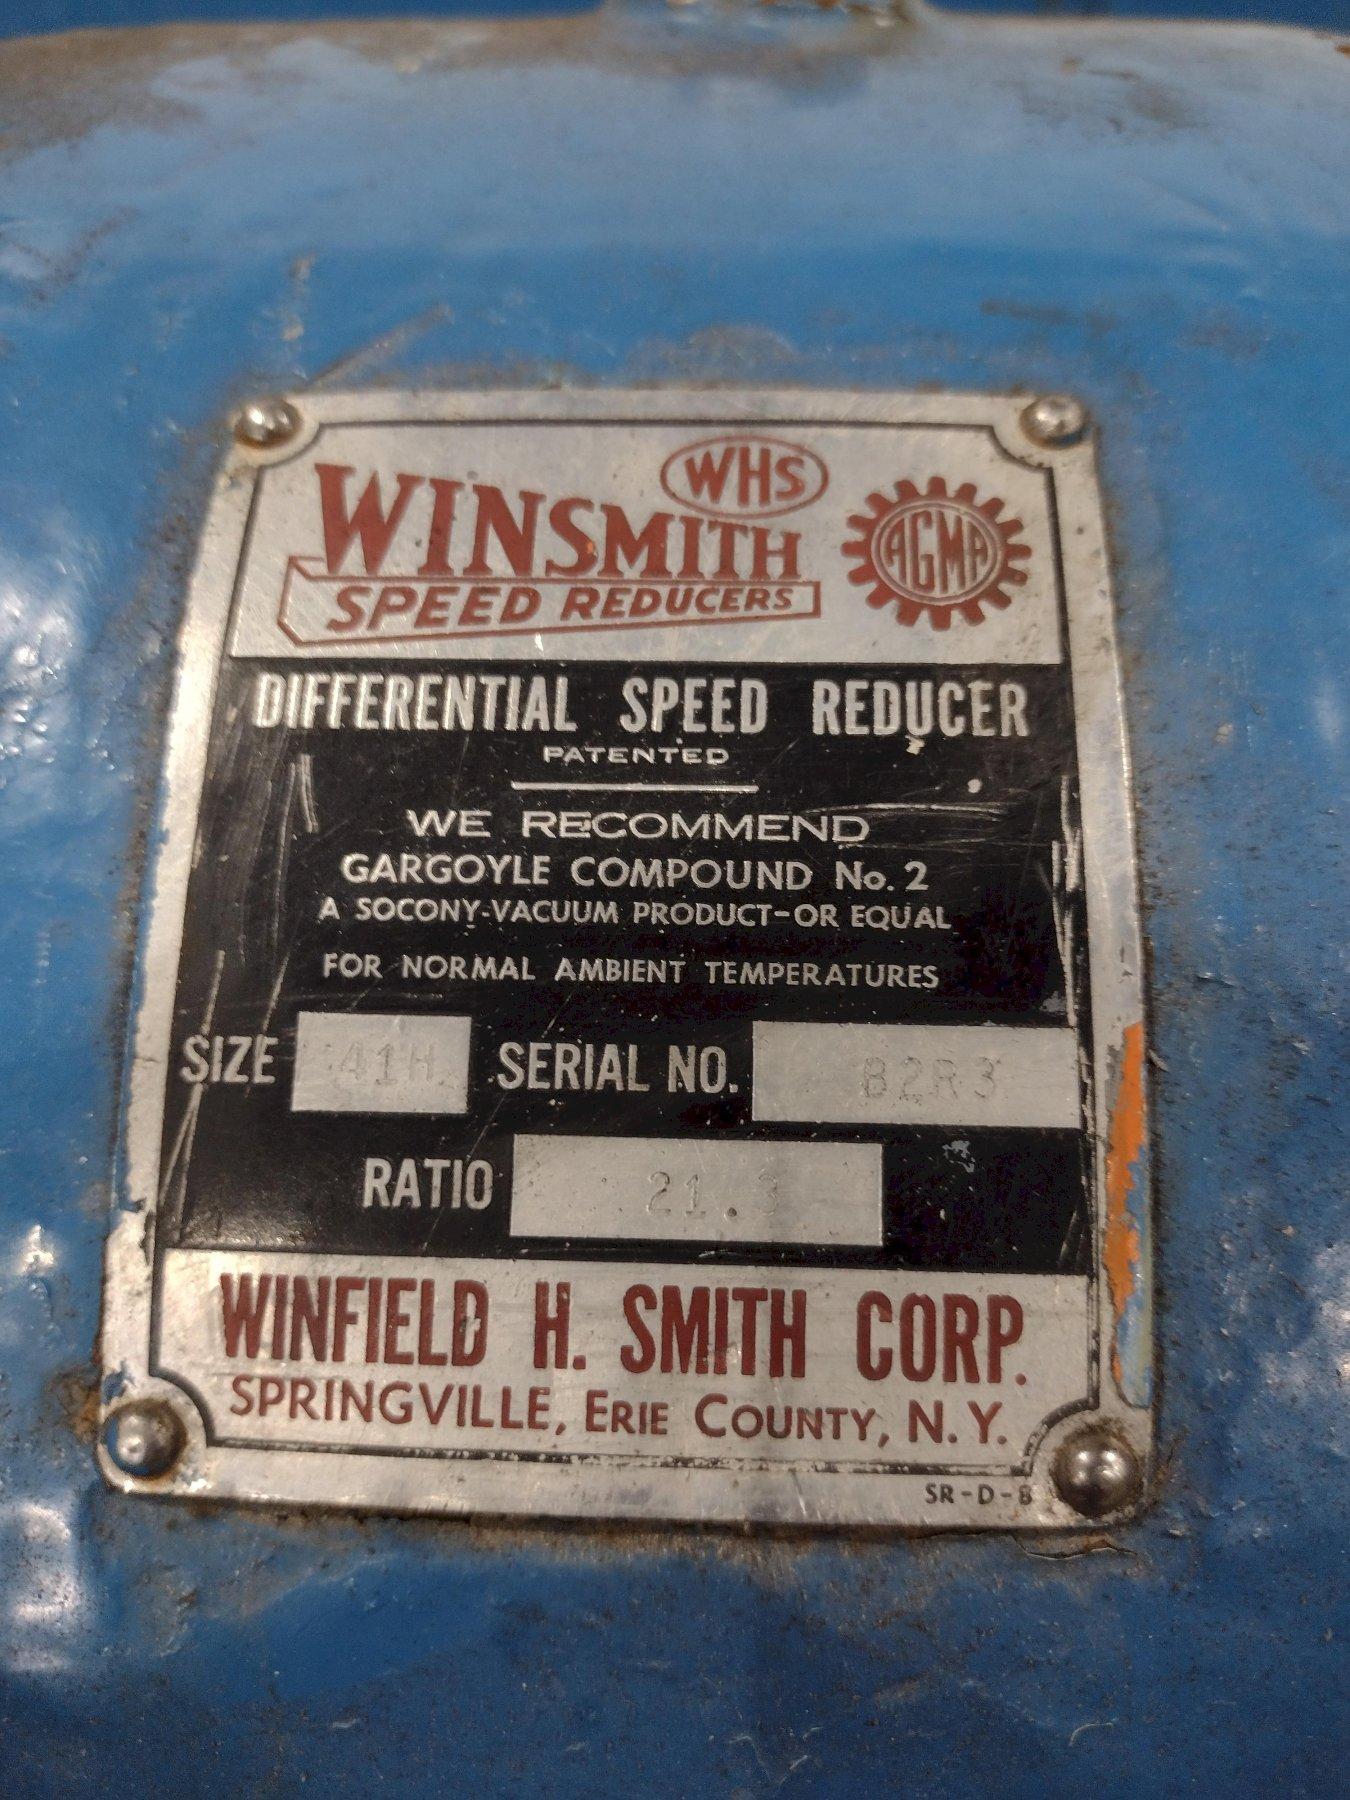 WHS
WINSMITH
SPEED REDUCERS
AGMA
DIFFERENTIAL SPEED REDUCER
PATENTED
WE RECOMMEND
GARGOYLE COMPOUND No. 2
A SOCONY-VACUUM PRODUCT-OR EQUAL
FOR NORMAL AMBIENT TEMPERATURES
SIZE 41H SERIAL NO. B2R3
RATIO 21.3
WINFIELD H. SMITH CORP.
SPRINGVILLE, ERIE COUNTY, N.Y.
SR-D-8